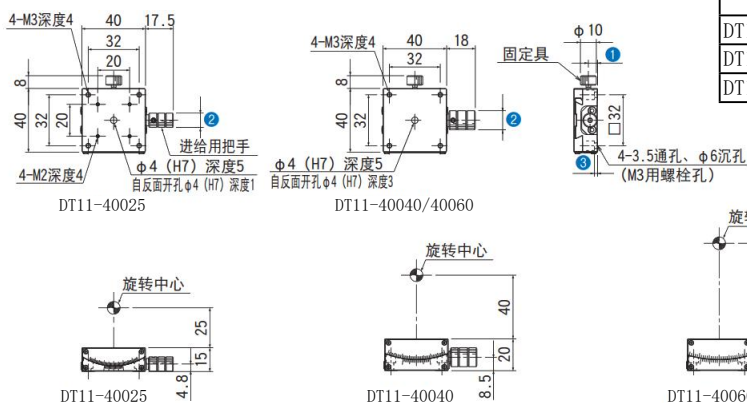 4-M3深度4
40
17.5
32
20
8
40
32
20
❷
进给用把手
φ4 (H7) 深度5
自反面开孔φ4 (H7) 深度1
4-M2深度4
DT11-40025
4-M3深度4
40
18
32
8
40
32
❷
φ4 (H7) 深度5
自反面开孔φ4 (H7) 深度3
DT11-40040/40060
φ10
固定具
❶
□32
❸
4-3.5通孔、φ6沉孔
(M3用螺栓孔)
DT
DT
DT
旋转中心
25
15
4.8
DT11-40025
旋转中心
40
20
8.5
DT11-40040
旋
DT11-4006